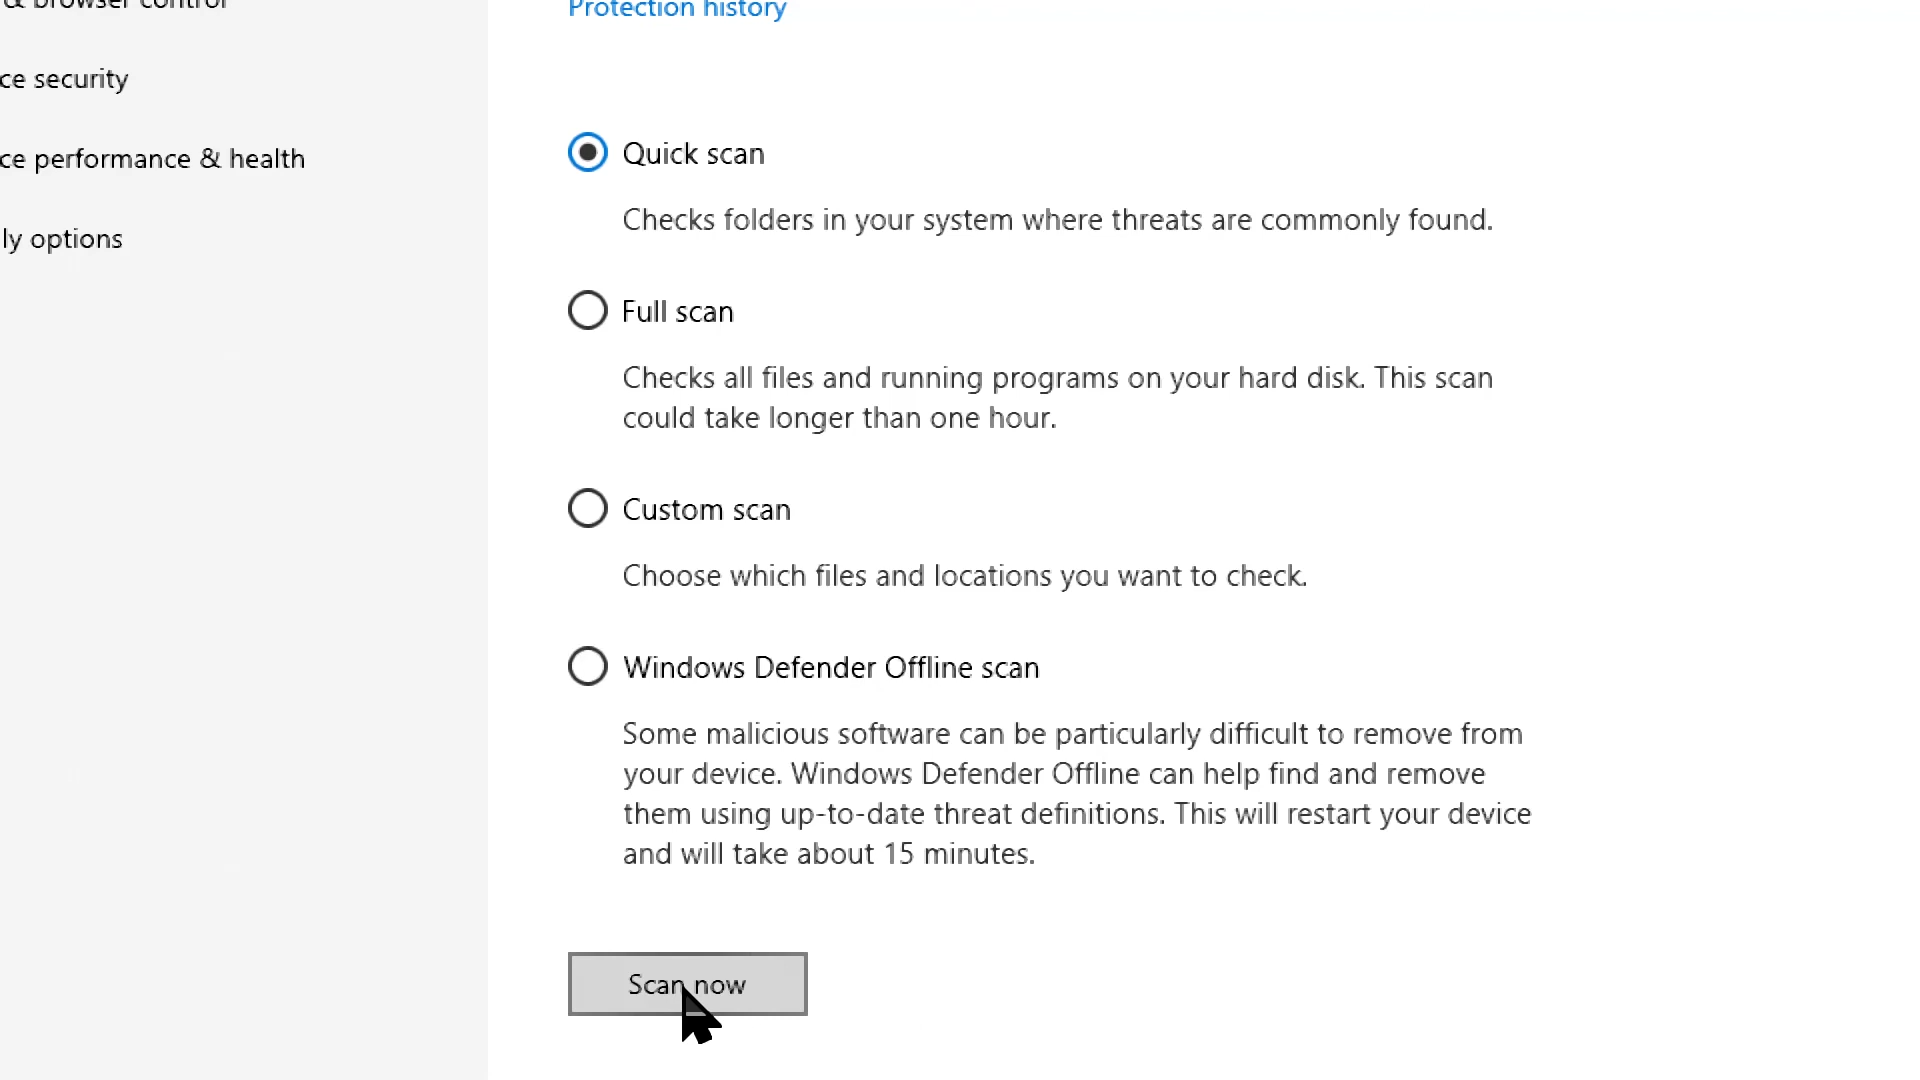 & browser control
Protection history
ce security
ce performance & health
ly options
Quick scan
Checks folders in your system where threats are commonly found.
Full scan
Checks all files and running programs on your hard disk. This scan
could take longer than one hour.
Custom scan
Choose which files and locations you want to check.
Windows Defender Offline scan
Some malicious software can be particularly difficult to remove from
your device. Windows Defender Offline can help find and remove
them using up-to-date threat definitions. This will restart your device
and will take about 15 minutes.
Scan now